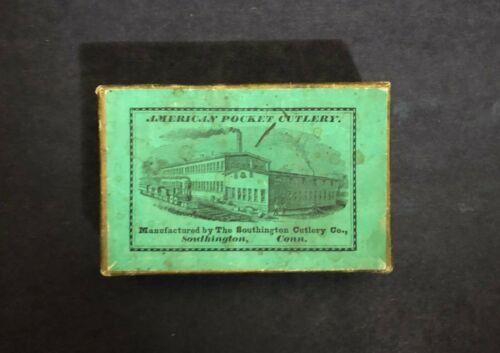 AMERICAN POCKET CUTLERY.
Manufactured by The Southington Cutlery Co.,
Southington, Conn.